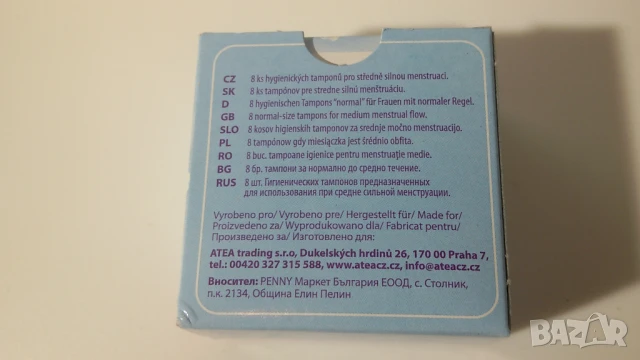 CZ 8 ks hygienických tamponů pro středně silnou menstruaci.
SK 8 ks tampónov pre stredne silnú menštruáciu.
D 8 hygienischen Tampons "normal" für Frauen mit normaler Regel.
GB 8 normal-size tampons for medium menstrual flow.
SLO 8 kosov higienskih tamponov za srednje močno menstruacijo.
PL 8 tampónow gdy miesiączka jest średnio obfita.
RO 8 buc. tampoane igienice pentru menstruație medie.
BG 8 бр. тампони за нормално до средно течение.
RUS 8 шт. Гигиенических тампонов предназначенных
для использования при средне сильной менструации.
Vyrobeno pro/ Vyrobeno pre/ Hergestellt für/ Made for/
Proizvedeno za/ Wyprodukowano dla/ Fabricat pentru/
Произведено за/ Изготовлено для:
ATEA trading s.r.o, Dukelských hrdinů 26, 170 00 Praha 7,
tel.: 00420 327 315 588, www.ateacz.cz, info@ateacz.cz
Вносител: PENNY Маркет България ЕООД, с. Столник,
п.к. 2134, Община Елин Пелин
BAZAR
bazar.bg